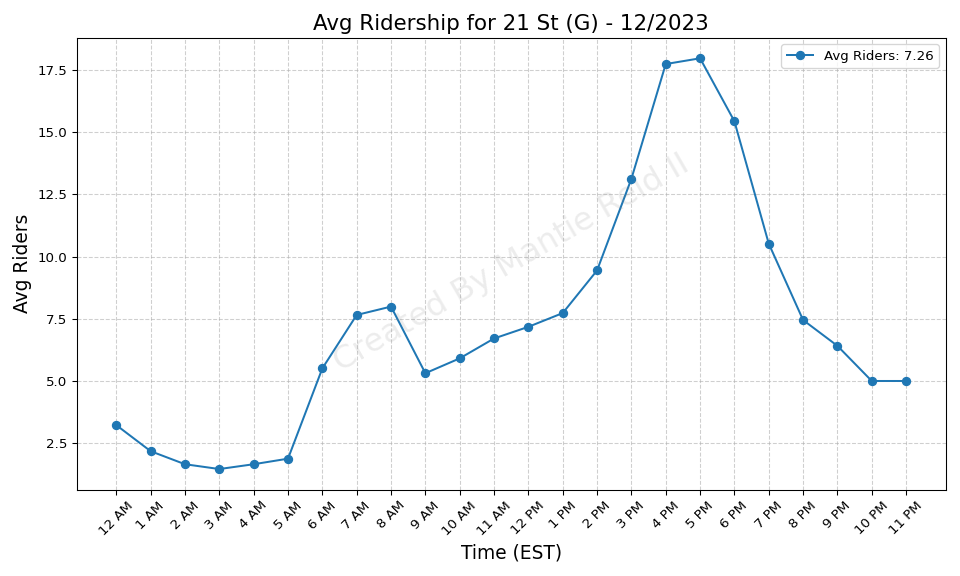 Avg Ridership for 21 St (G) - 12/2023
Avg Riders: 7.26
17.5
15.0
12.5
10.0
7.5
5.0
2.5
Avg Riders
Created By Mantle Reid II
12 AM
1 AM
2 AM
3 AM
4 AM
5 AM
6 AM
7 AM
8 AM
9 AM
10 AM
11 AM
12 PM
1 PM
2 PM
3 PM
4 PM
5 PM
6 PM
7 PM
8 PM
9 PM
10 PM
11 PM
Time (EST)